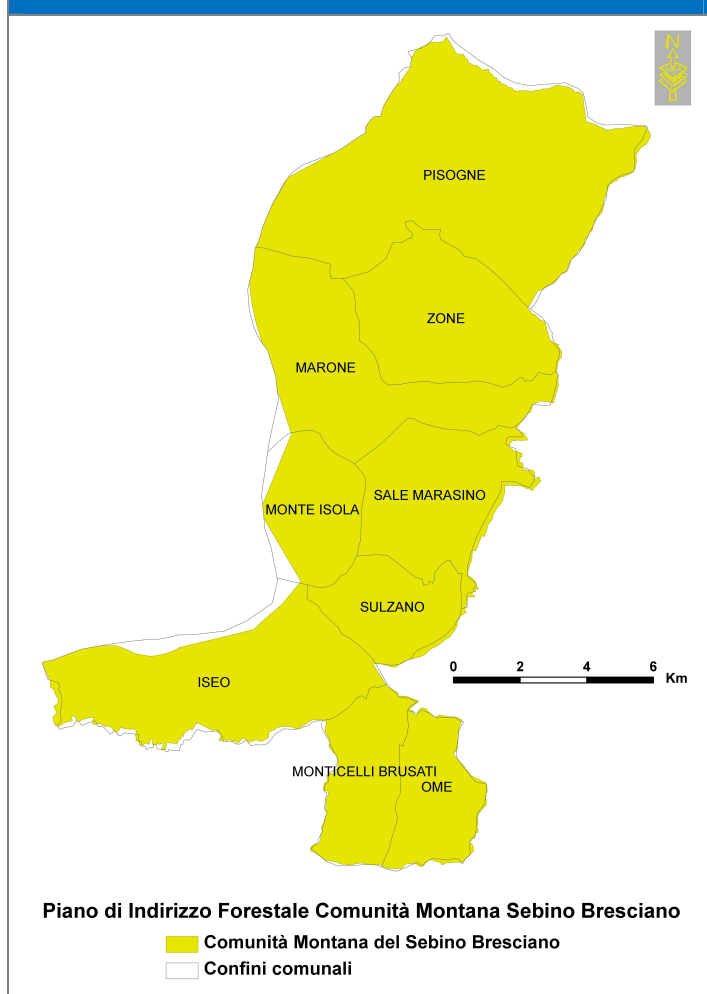 N
PISOGNE
ZONE
MARONE
SALE MARASINO
MONTE ISOLA
SULZANO
0 2 4 6
Km
ISEO
MONTICELLI BRUSATI
OME
Piano di Indirizzo Forestale Comunità Montana Sebino Bresciano
Comunità Montana del Sebino Bresciano
Confini comunali